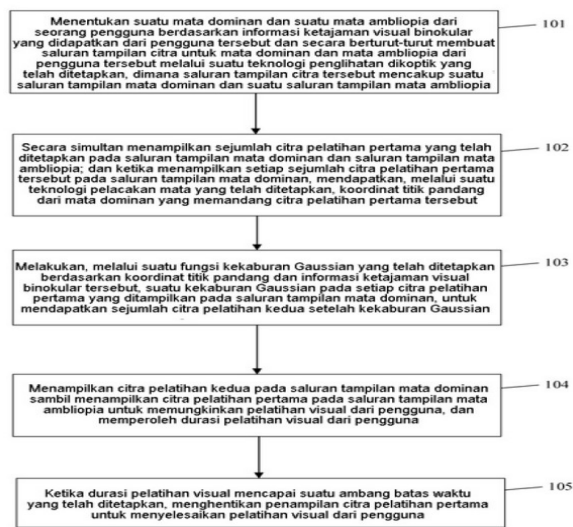 Menentukan suatu mata dominan dan suatu mata ambliopia dari
seorang pengguna berdasarkan informasi ketajaman visual binokular
yang didapatkan dari pengguna tersebut dan secara berturut-turut membuat
saluran tampilan citra untuk mata dominan dan mata ambliopia dari
pengguna tersebut melalui suatu teknologi penglihatan dikoptik yang
telah ditetapkan, dimana saluran tampilan citra tersebut mencakup suatu
saluran tampilan mata dominan dan suatu saluran tampilan mata ambliopia
101
Secara simultan menampilkan sejumlah citra pelatihan pertama yang telah
ditetapkan pada saluran tampilan mata dominan dan saluran tampilan mata
ambliopia; dan ketika menampilkan setiap sejumlah citra pelatihan pertama
tersebut pada saluran tampilan mata dominan, mendapatkan, melalui suatu
teknologi pelacakan mata yang telah ditetapkan, koordinat titik pandang
dari mata dominan yang memandang citra pelatihan pertama tersebut
102
Melakukan, melalui suatu fungsi kekaburan Gaussian yang telah ditetapkan
berdasarkan koordinat titik pandang dan informasi ketajaman visual
binokular tersebut, suatu kekaburan Gaussian pada setiap citra pelatihan
pertama yang ditampilkan pada saluran tampilan mata dominan, untuk
mendapatkan sejumlah citra pelatihan kedua setelah kekaburan Gaussian
103
Menampilkan citra pelatihan kedua pada saluran tampilan mata dominan
sambil menampilkan citra pelatihan pertama pada saluran tampilan mata
ambliopia untuk memungkinkan pelatihan visual dari pengguna, dan
memperoleh durasi pelatihan visual dari pengguna
104
Ketika durasi pelatihan visual mencapai suatu ambang batas waktu
yang telah ditetapkan, menghentikan penampilan citra pelatihan pertama
untuk menyelesaikan pelatihan visual dari pengguna
105